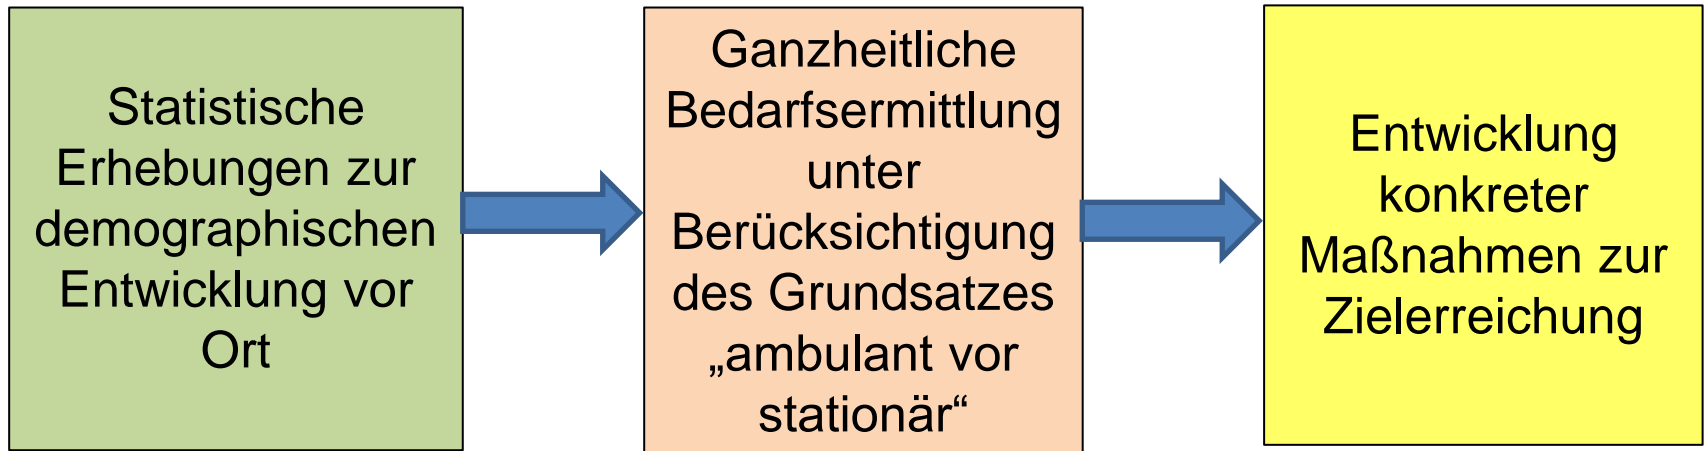 Statistische
Erhebungen zur
demographischen
Entwicklung vor
Ort
Ganzheitliche
Bedarfsermittlung
unter
Berücksichtigung
des Grundsatzes
„ambulant vor
stationär“
Entwicklung
konkreter
Maßnahmen zur
Zielerreichung